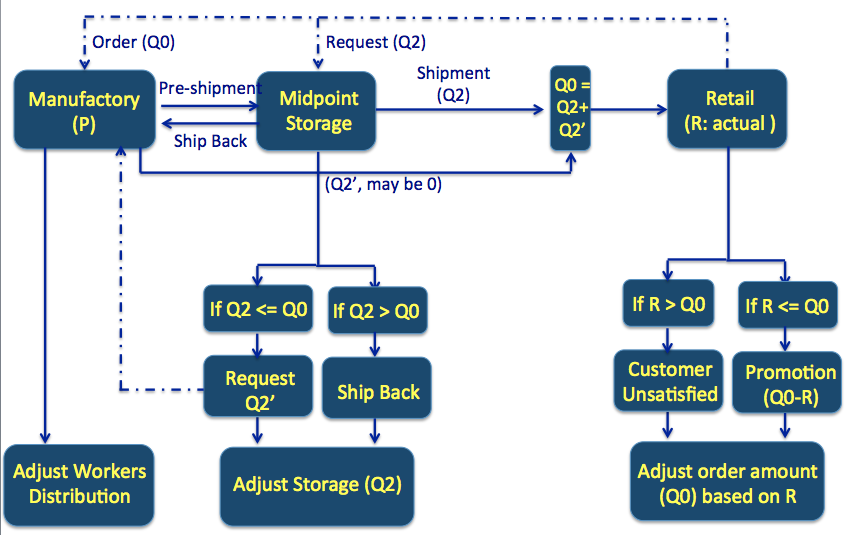 Order (Q0)
Request (Q2)
Manufactory
(P)
Pre-shipment
Ship Back
Midpoint
Storage
Shipment
(Q2)
Q0 =
Q2+
Q2’
Retail
(R: actual )
(Q2’, may be 0)
If Q2 <= Q0
If Q2 > Q0
If R > Q0
If R <= Q0
Request
Q2’
Ship Back
Customer
Unsatisfied
Promotion
(Q0-R)
Adjust Workers
Distribution
Adjust Storage (Q2)
Adjust order amount
(Q0) based on R